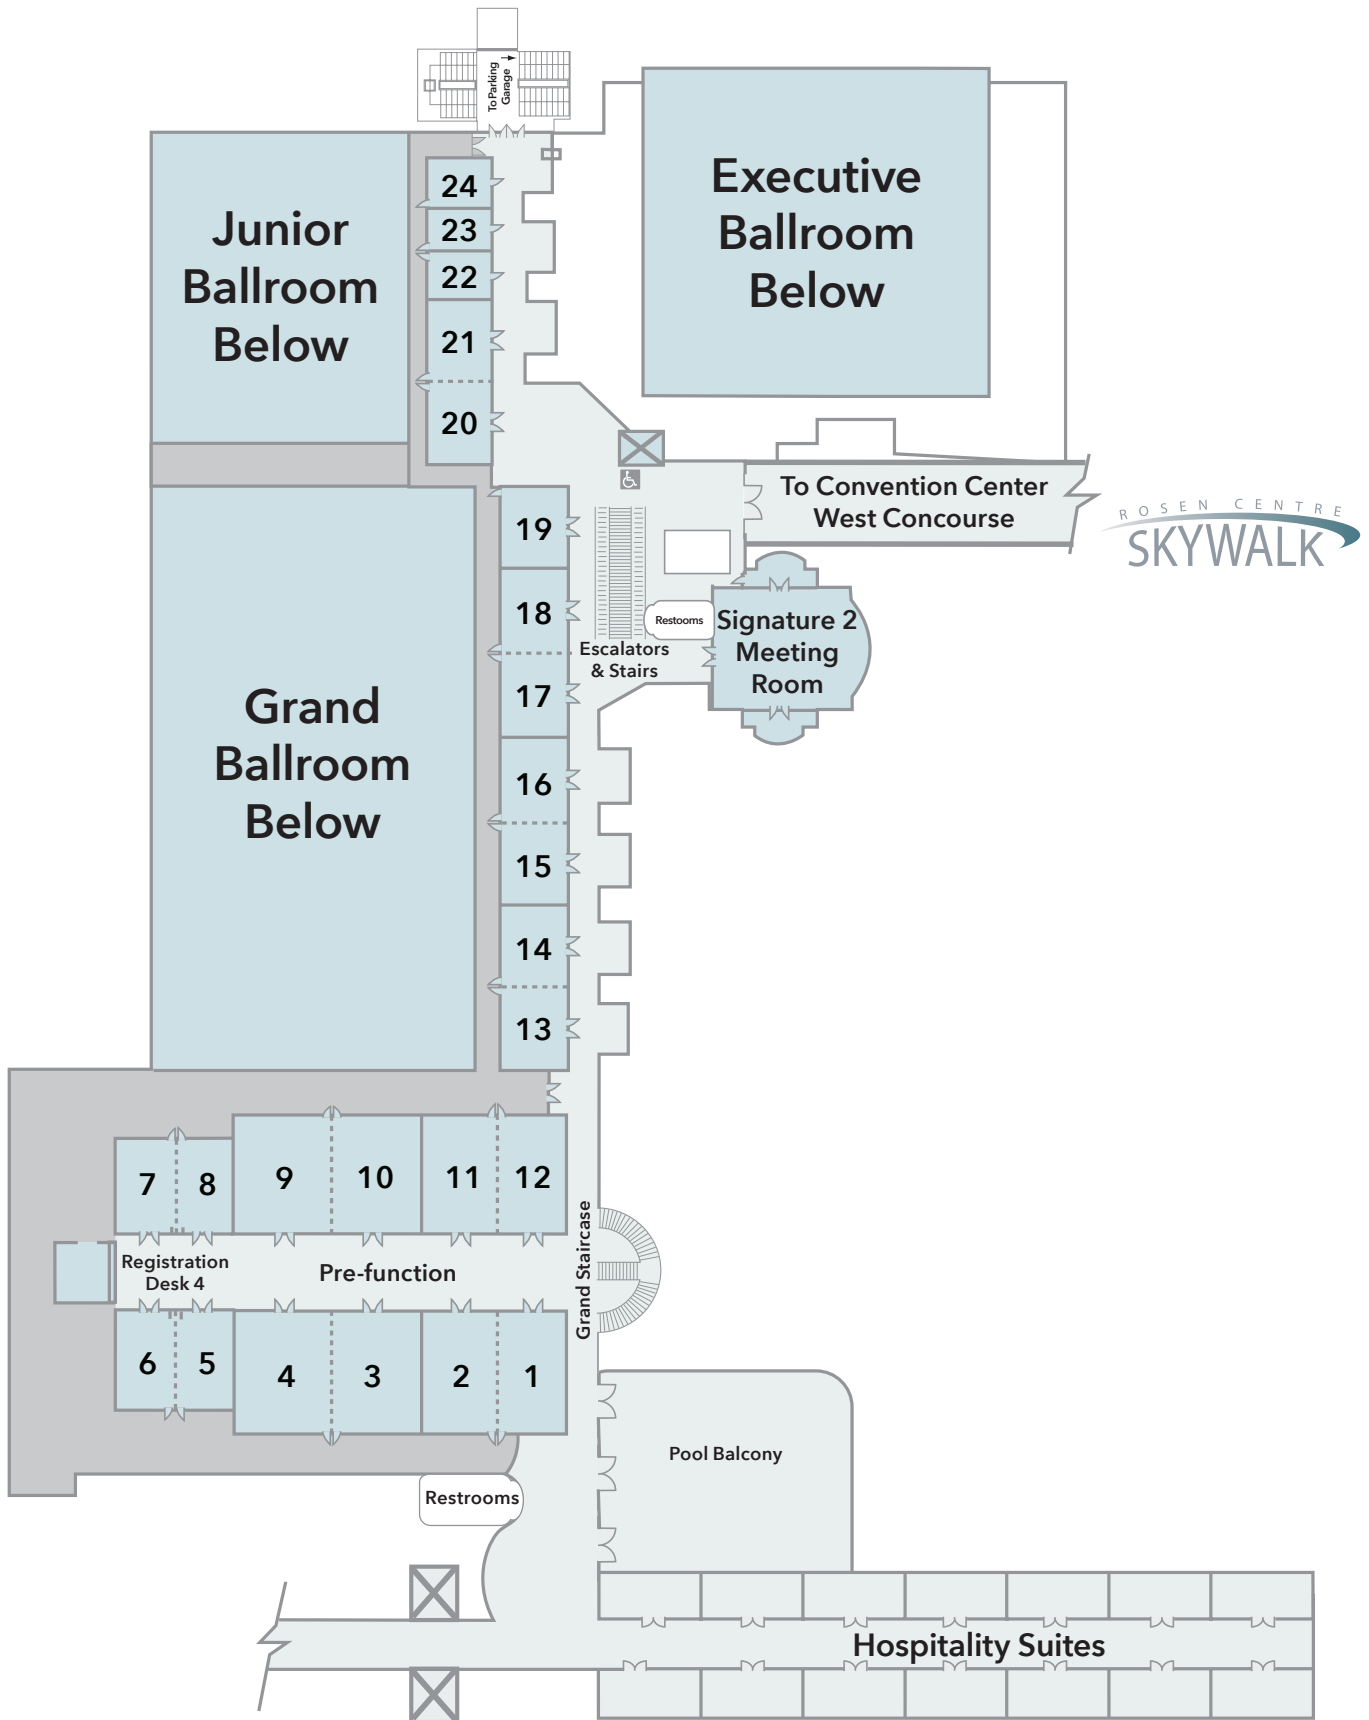 To Parking
Garage
Executive
Ballroom
Below
Junior
Ballroom
Below
24
23
22
21
20
To Convention Center
West Concourse
ROSEN CENTRE
SKYWALK
19
18
17
16
15
14
13
Restooms
Signature 2
Meeting
Room
Escalators
& Stairs
Grand
Ballroom
Below
7
8
9
10
11
12
Registration
Desk 4
Pre-function
Grand Staircase
6
5
4
3
2
1
Pool Balcony
Restrooms
Hospitality Suites